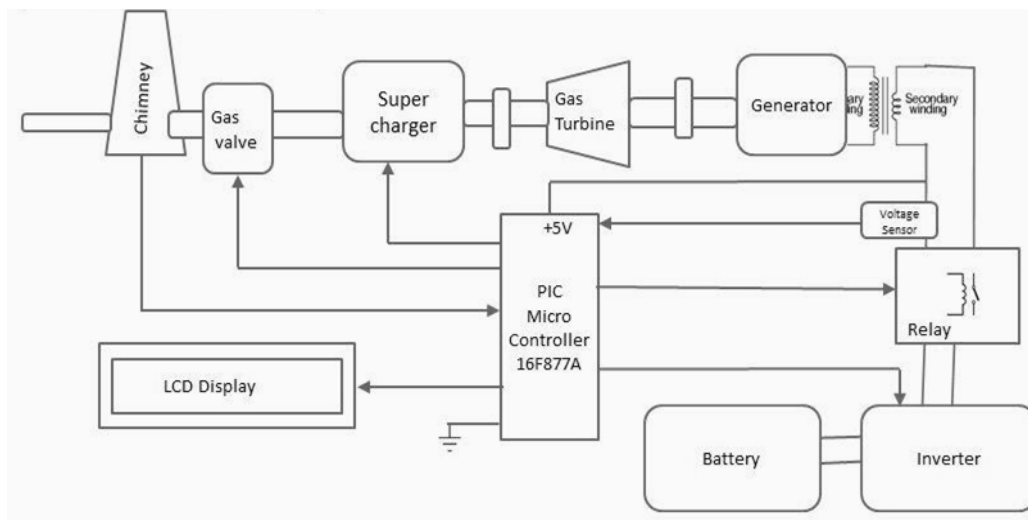 Chimney
Gas
valve
Super
charger
Gas
Turbine
Generator
Secondary
winding
+5V
PIC
Micro
Controller
16F877A
Voltage
Sensor
Relay
LCD Display
Battery
Inverter